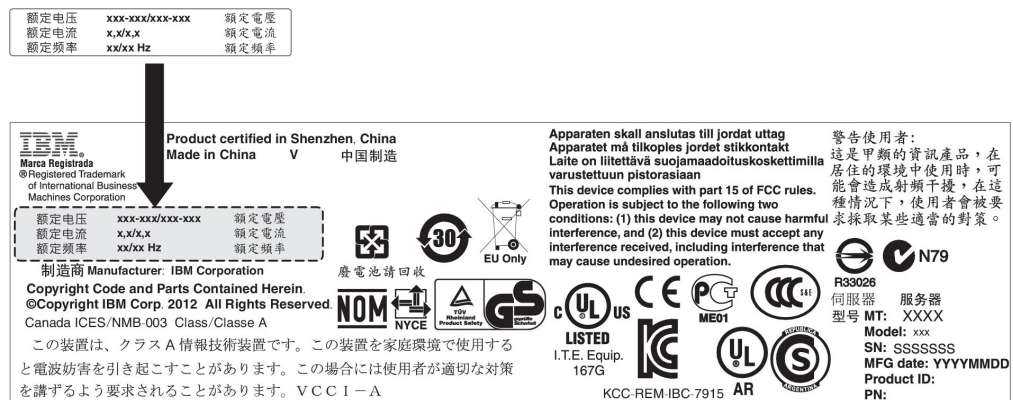 额定电压 xxx-xxx/xxx-xxx 額定電壓
额定电流 x,x/x,x 額定電流
额定频率 xx/xx Hz 額定頻率
IBM
Marca Registrada
® Registered Trademark
of International Business
Machines Corporation
Product certified in Shenzhen, China
Made in China V 中国制造
额定电压 xxx-xxx/xxx-xxx 額定電壓
额定电流 x,x/x,x 額定電流
额定频率 xx/xx Hz 額定頻率
制造商 Manufacturer: IBM Corporation
Copyright Code and Parts Contained Herein.
©Copyright IBM Corp. 2012 All Rights Reserved.
Canada ICES/NMB-003 Class/Classe A
この装置は、クラスA情報技術装置です。この装置を家庭環境で使用する
と電波妨害を引き起こすことがあります。この場合には使用者が適切な対策
を講ずるよう要求されることがあります。VCCI-A
廢電池請回收
30
EU Only
NOM
NYCE
TÜV
Rheinland
Product Safety
GS
geprüfte
Sicherheit
Apparaten skall anslutas till jordat uttag
Apparatet må tilkoples jordet stikkontakt
Laite on liitettävä suojamaadoituskoskettimilla
varustettuun pistorasiaan
This device complies with part 15 of FCC rules.
Operation is subject to the following two
conditions: (1) this device may not cause harmful
interference, and (2) this device must accept any
interference received, including interference that
may cause undesired operation.
C UL US
LISTED
I.T.E. Equip.
167G
CE
KC
KCC-REM-IBC-7915
PG
ME01
CCC S&E
UL
AR
REPUBLICA
S
ARGENTINA
警告使用者:
這是甲類的資訊產品，在
居住的環境中使用時，可
能會造成射頻干擾，在這
種情況下，使用者會被要
求採取某些適當的對策。
R33026
N79
伺服器 服务器
型号 MT: XXXX
Model: xxx
SN: SSSSSSS
MFG date: YYYYMMDD
Product ID:
PN: